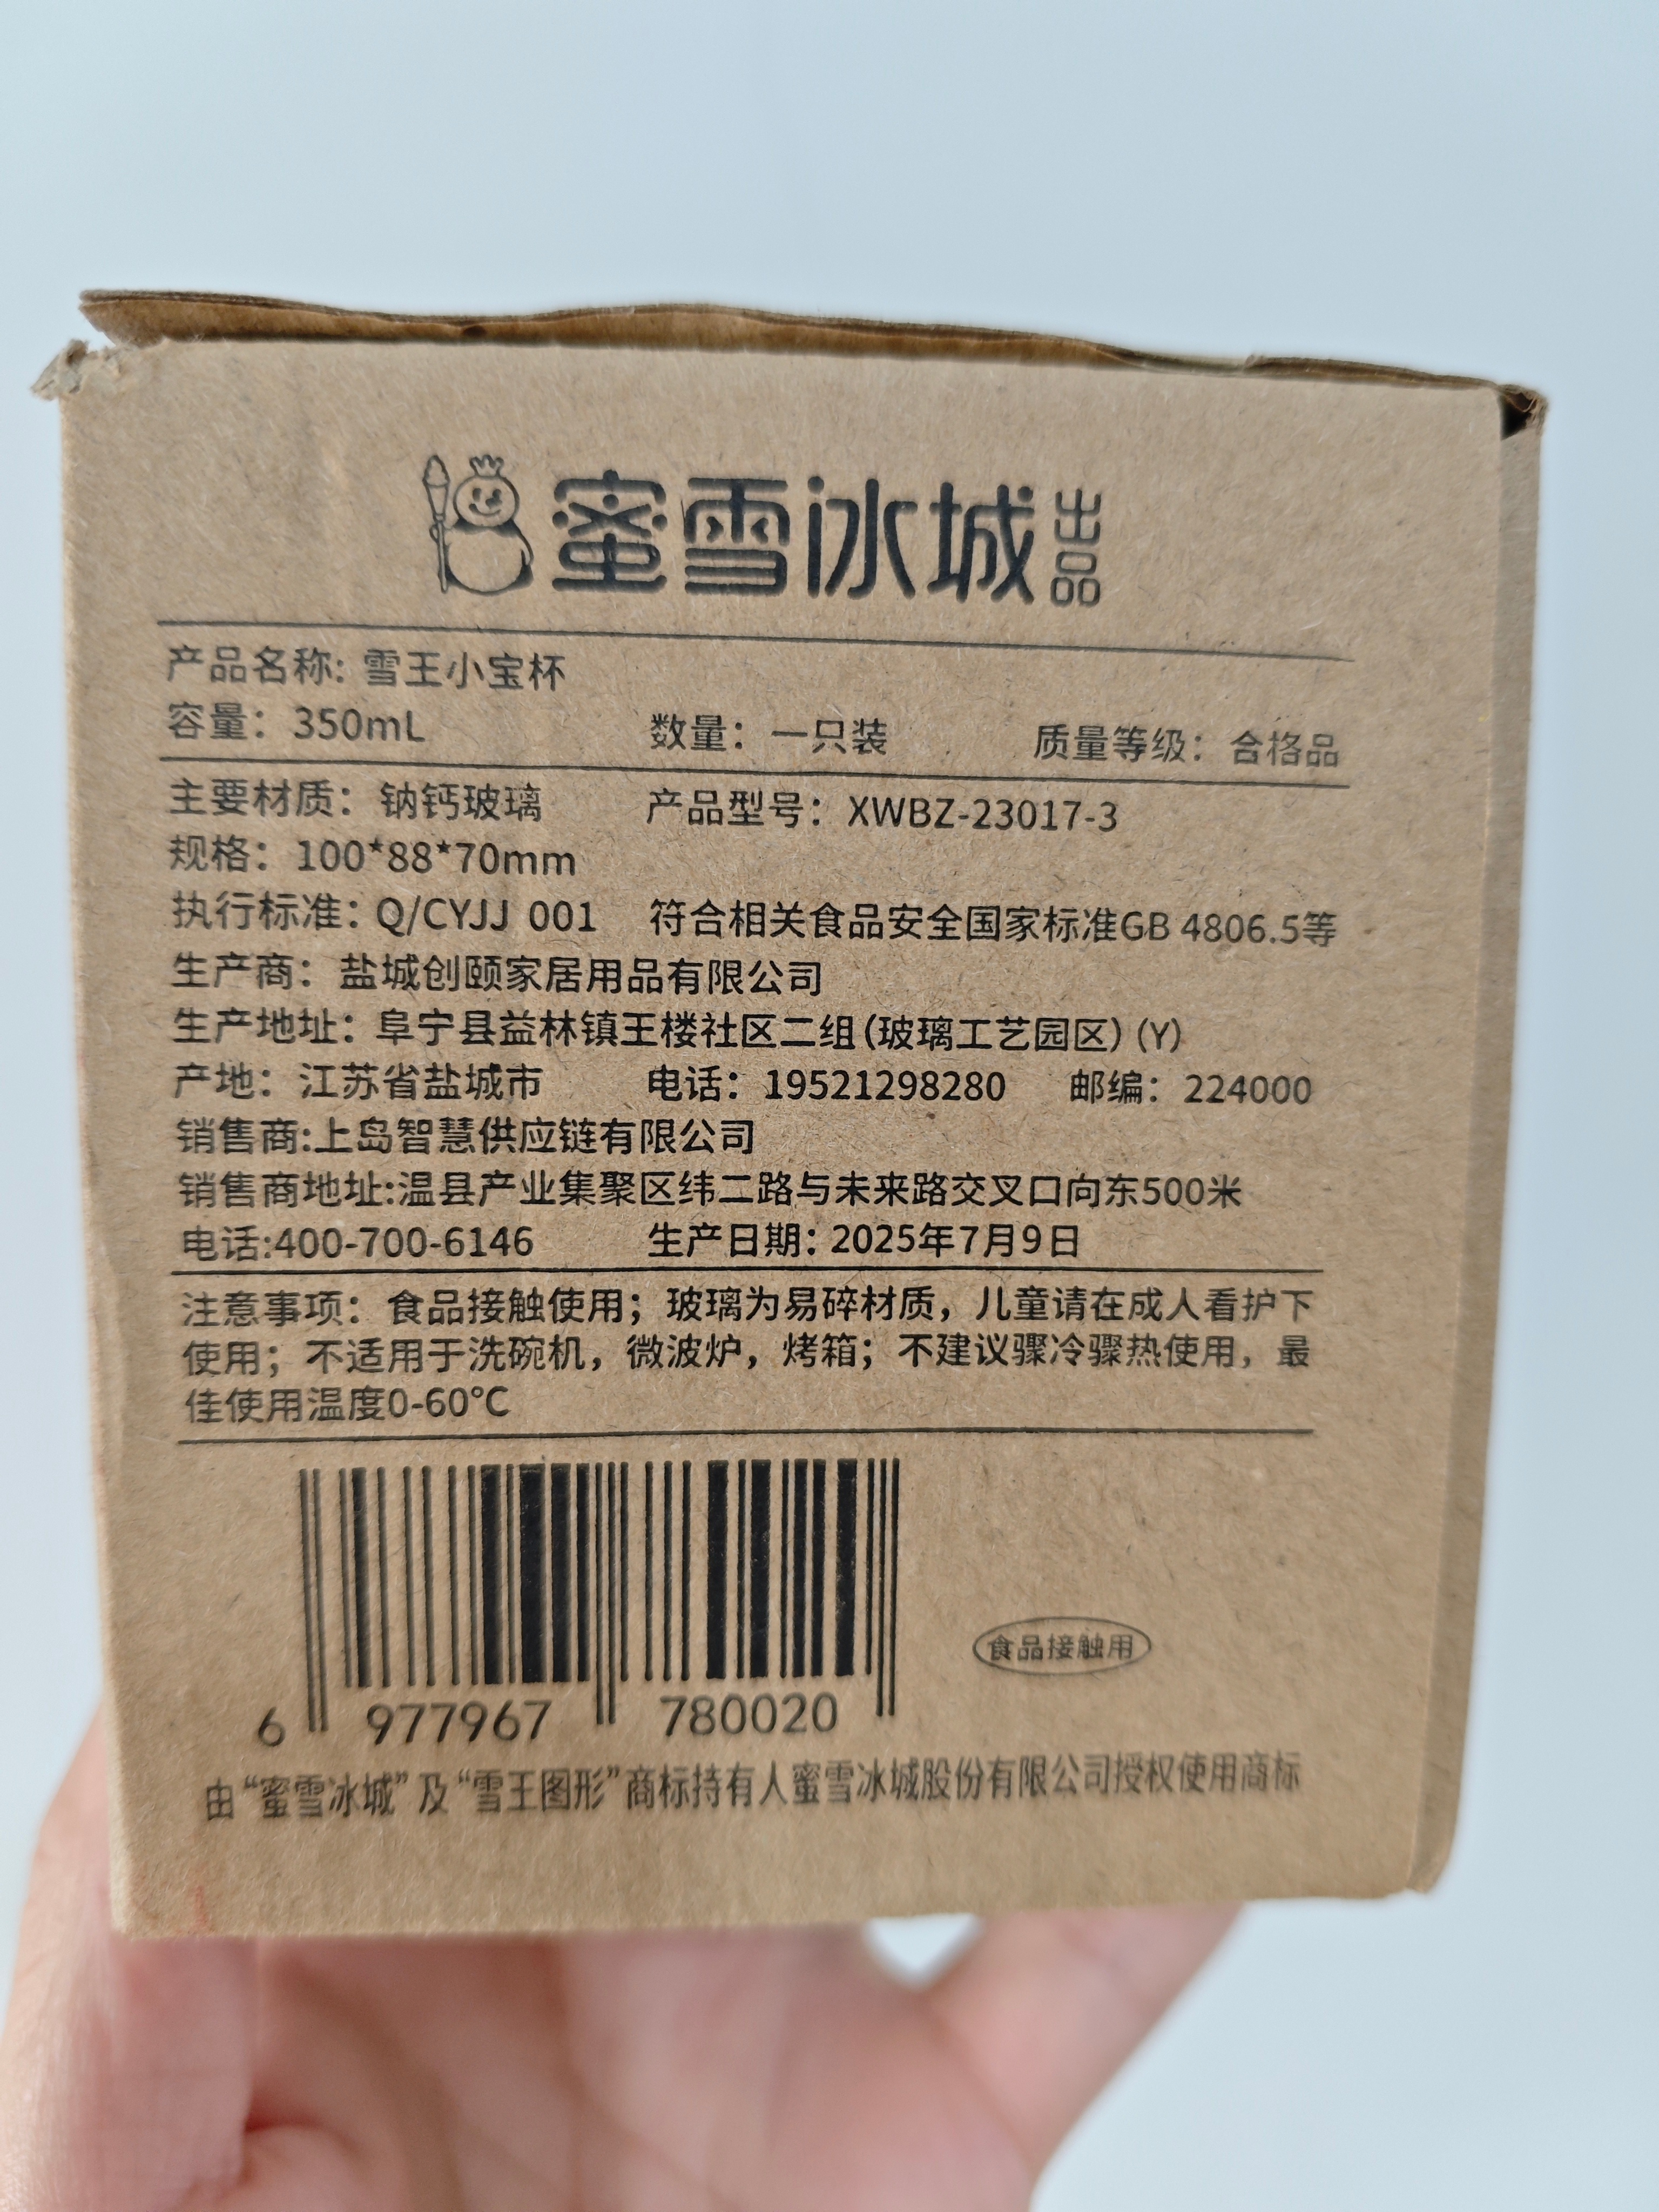 蜜雪冰城出品
产品名称: 雪王小宝杯
容量：350mL 数量：一只装 质量等级：合格品
主要材质：钠钙玻璃 产品型号：XWBZ-23017-3
规格：100*88*70mm
执行标准：Q/CYJJ 001 符合相关食品安全国家标准GB 4806.5等
生产商：盐城创颐家居用品有限公司
生产地址：阜宁县益林镇王楼社区二组(玻璃工艺园区) (Y)
产地：江苏省盐城市 电话：19521298280 邮编：224000
销售商:上岛智慧供应链有限公司
销售商地址:温县产业集聚区纬二路与未来路交叉口向东500米
电话:400-700-6146 生产日期：2025年7月9日
注意事项：食品接触使用；玻璃为易碎材质，儿童请在成人看护下
使用；不适用于洗碗机，微波炉，烤箱；不建议骤冷骤热使用，最
佳使用温度0-60℃
食品接触用
6 977967 780020
由“蜜雪冰城”及“雪王图形”商标持有人蜜雪冰城股份有限公司授权使用商标